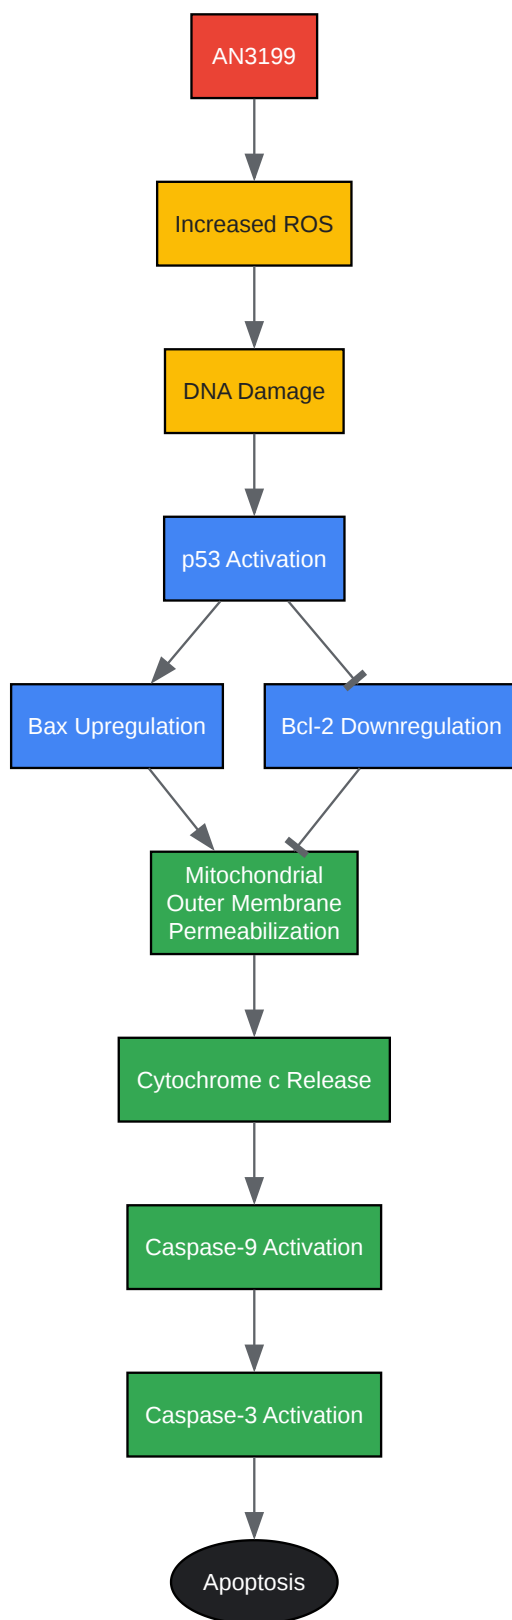 AN3199
Increased ROS
DNA Damage
p53 Activation
Bax Upregulation
Bcl-2 Downregulation
Mitochondrial
Outer Membrane
Permeabilization
Cytochrome c Release
Caspase-9 Activation
Caspase-3 Activation
Apoptosis